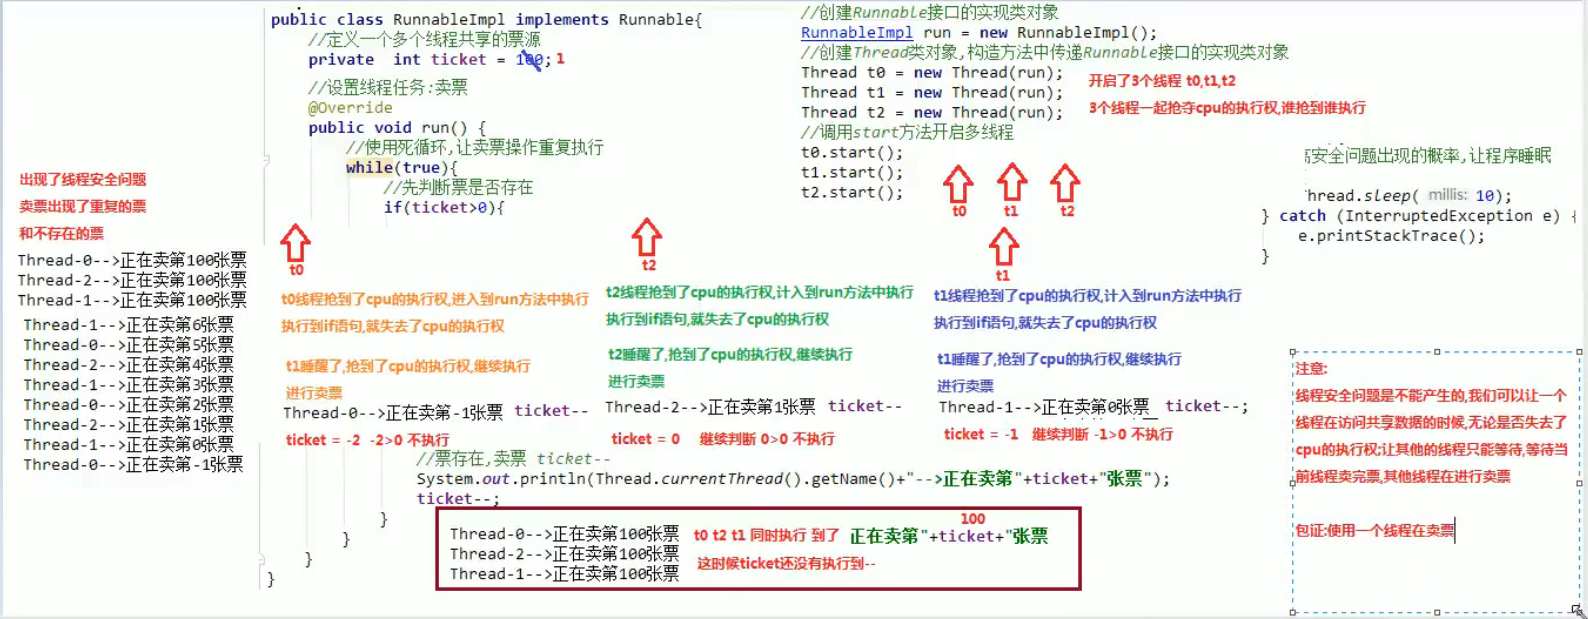 public class RunnableImpl implements Runnable{
//定义一个多个线程共享的票源
private  int ticket = 100; 1
//设置线程任务:卖票
@Override
public void run() {
//使用死循环,让卖票操作重复执行
while(true){
//先判断票是否存在
if(ticket>0){
//创建Runnable接口的实现类对象
RunnableImpl run = new RunnableImpl();
//创建Thread类对象,构造方法中传递Runnable接口的实现类对象
Thread t0 = new Thread(run);
Thread t1 = new Thread(run);
Thread t2 = new Thread(run);
//调用start方法开启多线程
t0.start();
t1.start();
t2.start();
开启了3个线程 t0,t1,t2
3个线程一起抢夺cpu的执行权,谁抢到谁执行
t0
t1
t2
安全问题出现的概率,让程序睡眠
hread.sleep( millis: 10);
} catch (InterruptedException e) {
e.printStackTrace();
}
出现了线程安全问题
卖票出现了重复的票
和不存在的票
Thread-0-->正在卖第100张票
Thread-2-->正在卖第100张票
Thread-1-->正在卖第100张票
Thread-1-->正在卖第6张票
Thread-0-->正在卖第5张票
Thread-2-->正在卖第4张票
Thread-1-->正在卖第3张票
Thread-0-->正在卖第2张票
Thread-2-->正在卖第1张票
Thread-1-->正在卖第0张票
Thread-0-->正在卖第-1张票
t0
t0线程抢到了cpu的执行权,进入到run方法中执行
执行到if语句,就失去了cpu的执行权
t1睡醒了,抢到了cpu的执行权,继续执行
进行卖票
Thread-0-->正在卖第-1张票 ticket--
ticket = -2  -2>0 不执行
t2
t2线程抢到了cpu的执行权,计入到run方法中执行
执行到if语句,就失去了cpu的执行权
t2睡醒了,抢到了cpu的执行权,继续执行
进行卖票
Thread-2-->正在卖第1张票 ticket--
ticket = 0   继续判断 0>0 不执行
t1
t1线程抢到了cpu的执行权,计入到run方法中执行
执行到if语句,就失去了cpu的执行权
t1睡醒了,抢到了cpu的执行权,继续执行
进行卖票
Thread-1-->正在卖第0张票 ticket--;
ticket = -1  继续判断 -1>0 不执行
//票存在,卖票 ticket--
System.out.println(Thread.currentThread().getName()+"-->正在卖第"+ticket+"张票");
ticket--;
}
}
}
}
Thread-0-->正在卖第100张票
Thread-2-->正在卖第100张票
Thread-1-->正在卖第100张票
100
t0 t2 t1 同时执行 到了 正在卖第"+ticket+"张票
这时候ticket还没有执行到--
注意:
线程安全问题是不能产生的,我们可以让一个
线程在访问共享数据的时候,无论是否失去了
cpu的执行权;让其他的线程只能等待,等待当
前线程卖完票,其他线程在进行卖票
包证:使用一个线程在卖票